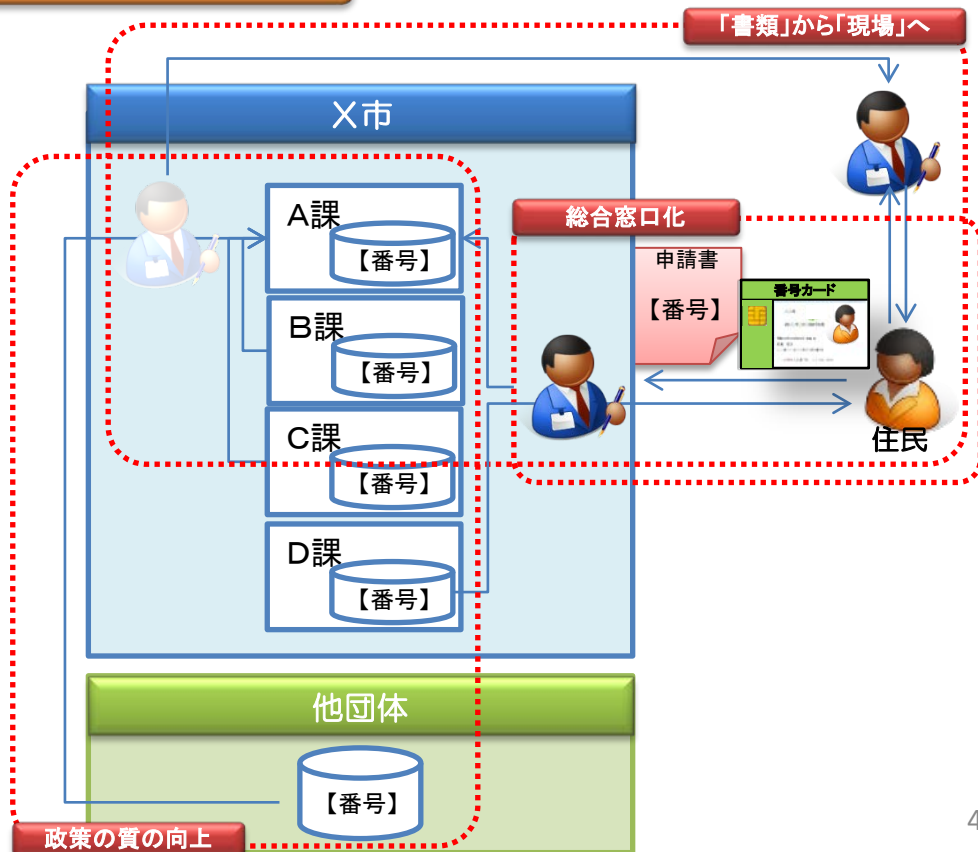 「書類」から「現場」へ
X市
A課
【番号】
総合窓口化
申請書
【番号】
番号カード
B課
【番号】
住民
C課
【番号】
D課
【番号】
他団体
【番号】
政策の質の向上
4